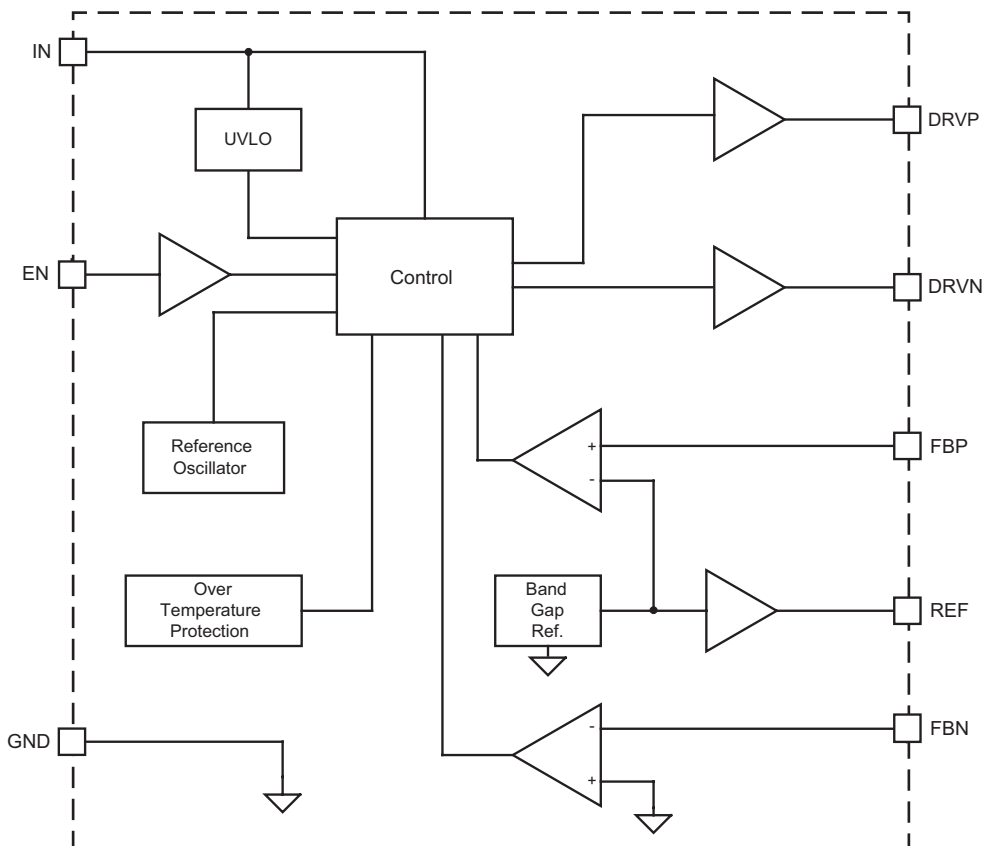 IN
DRVP
UVLO
EN
Control
DRVN
Reference
Oscillator
+
FBP
-
Over
Temperature
Protection
Band
Gap
Ref.
REF
GND
-
FBN
+